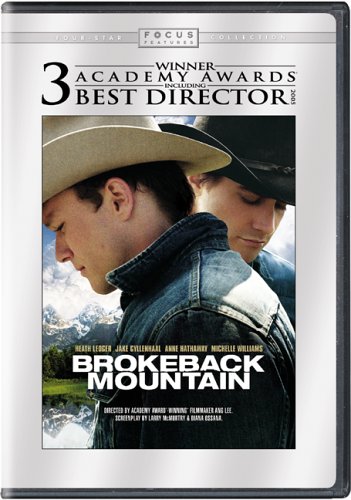 FOUR-STAR FOCUS FEATURES COLLECTION
WINNER
3 ACADEMY AWARDS®
INCLUDING
BEST DIRECTOR 2005
HEATH LEDGER JAKE GYLLENHAAL ANNE HATHAWAY MICHELLE WILLIAMS
BROKEBACK
MOUNTAIN
DIRECTED BY ACADEMY AWARD® WINNING FILMMAKER ANG LEE.
SCREENPLAY BY LARRY McMURTRY & DIANA OSSANA.